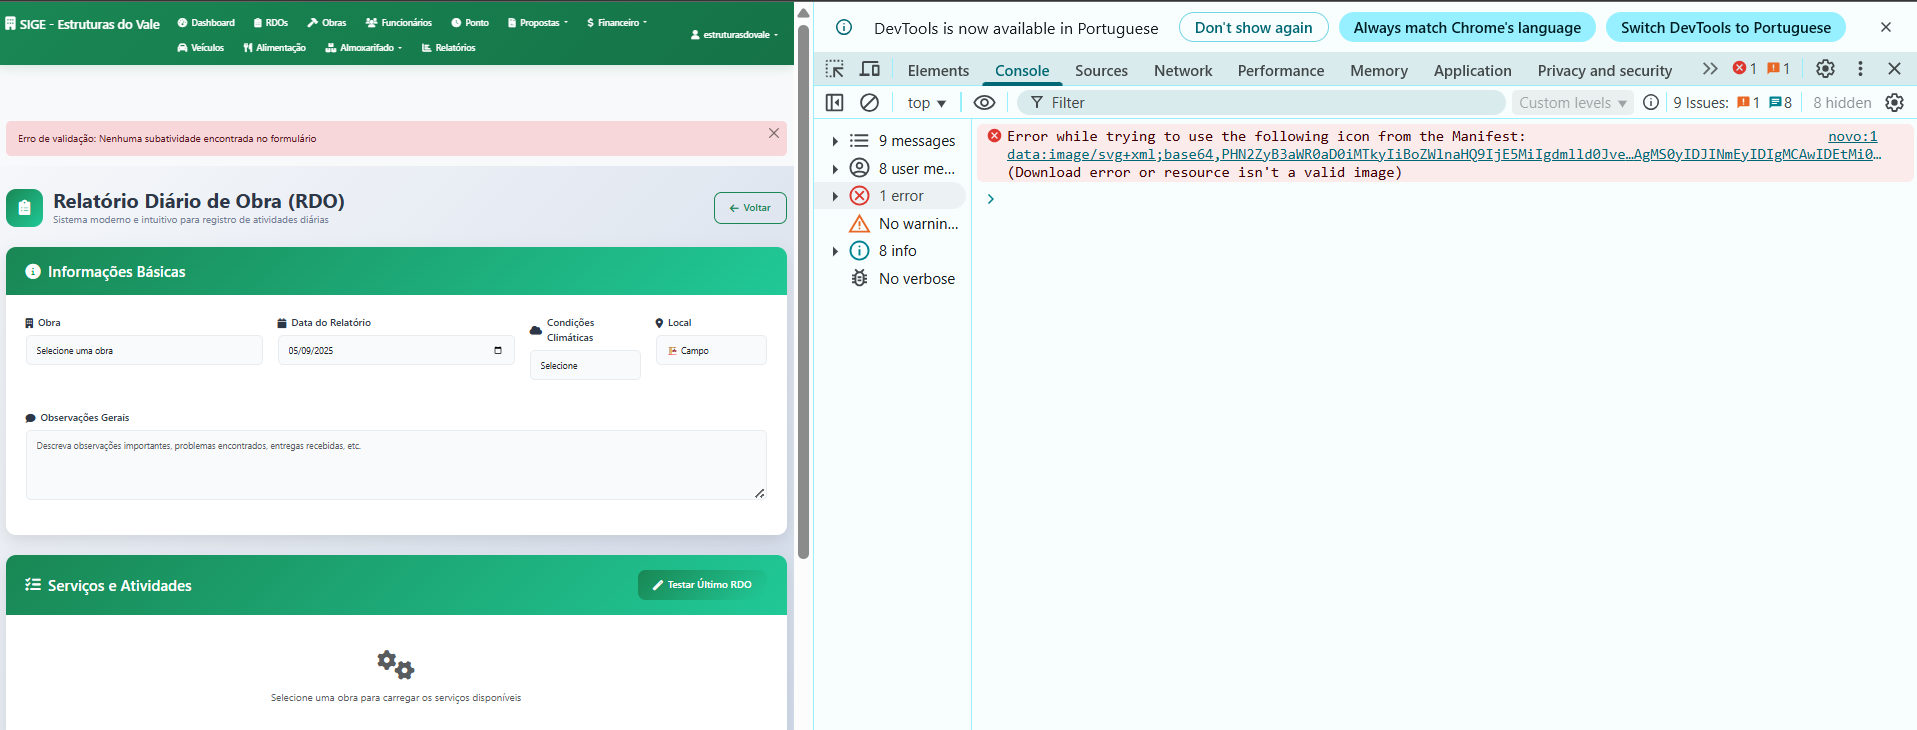 SIGE - Estruturas do Vale
Dashboard RDOs Obras Funcionários Ponto Propostas Financeiro
Veículos Alimentação Almoxarifado Relatórios
estruturasdovale
Erro de validação: Nenhuma subatividade encontrada no formulário
Relatório Diário de Obra (RDO)
Sistema moderno e intuitivo para registro de atividades diárias
Voltar
Informações Básicas
Obra
Selecione uma obra
Data do Relatório
05/09/2025
Condições
Climáticas
Selecione
Local
Campo
Observações Gerais
Descreva observações importantes, problemas encontrados, entregas recebidas, etc.
Serviços e Atividades
Testar Último RDO
Selecione uma obra para carregar os serviços disponíveis
DevTools is now available in Portuguese
Don't show again
Always match Chrome's language
Switch DevTools to Portuguese
Elements Console Sources Network Performance Memory Application Privacy and security
1 1
top
Filter
Custom levels
9 Issues: 1 8
8 hidden
9 messages
8 user me...
1 error
No warnin...
8 info
No verbose
Error while trying to use the following icon from the Manifest:
novo:1
data:image/svg+xml;base64,PHN2ZyB3aWR0aD0iMTkyIiBoZWlnaHQ9IjE5MiIgdmlld0Jve…AgMS0yIDJINmEyIDIgMCAwIDEtMi0…
(Download error or resource isn't a valid image)